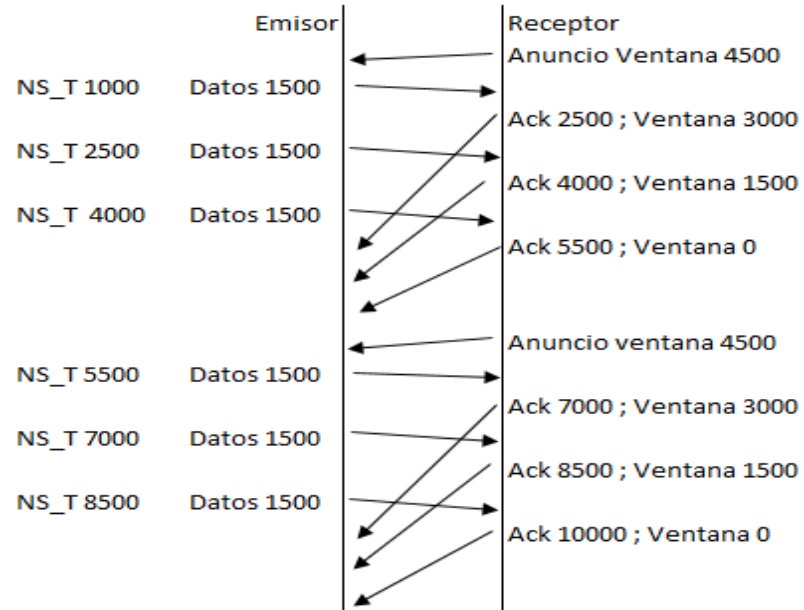 Emisor Receptor
Anuncio Ventana 4500
NS_T 1000 Datos 1500
Ack 2500 ; Ventana 3000
NS_T 2500 Datos 1500
Ack 4000 ; Ventana 1500
NS_T 4000 Datos 1500
Ack 5500 ; Ventana 0
Anuncio ventana 4500
NS_T 5500 Datos 1500
Ack 7000 ; Ventana 3000
NS_T 7000 Datos 1500
Ack 8500 ; Ventana 1500
NS_T 8500 Datos 1500
Ack 10000 ; Ventana 0